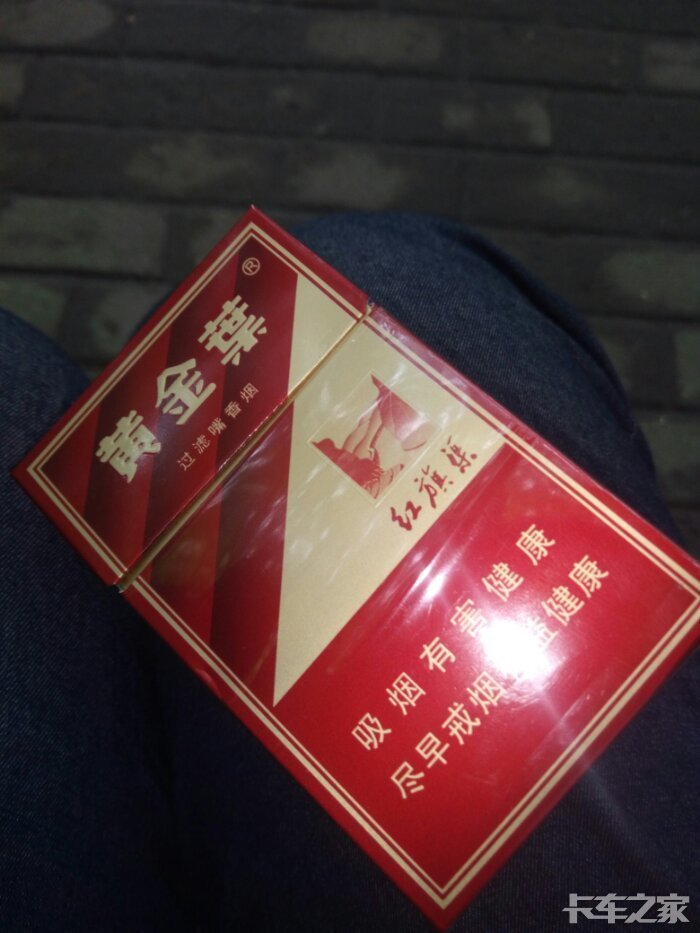 黄金葉®
过滤嘴香烟
红旗渠
吸烟有害健康
尽早戒烟有益健康
卡车之家